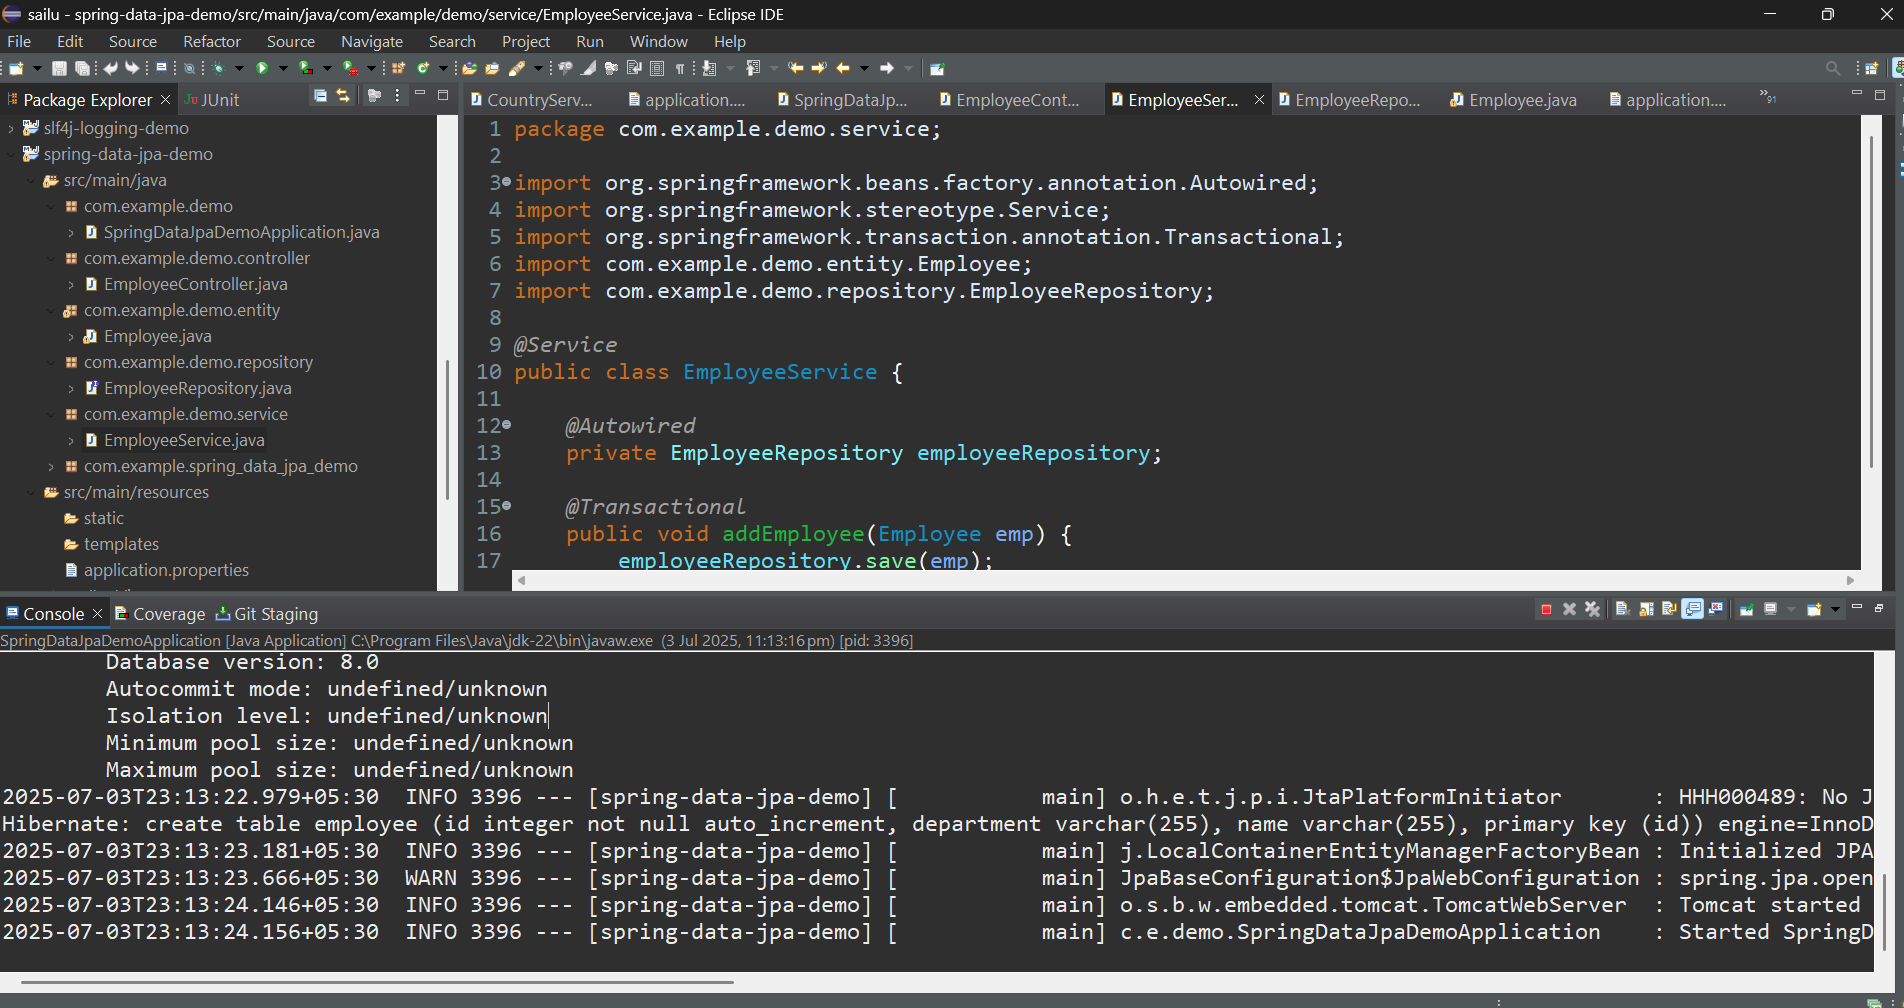 sailu - spring-data-jpa-demo/src/main/java/com/example/demo/service/EmployeeService.java - Eclipse IDE
File Edit Source Refactor Source Navigate Search Project Run Window Help
Package Explorer
JUnit
CountryServ...
application....
SpringDataJp...
EmployeeCont...
EmployeeSer...
EmployeeRepo...
Employee.java
application....
91
slf4j-logging-demo
spring-data-jpa-demo
src/main/java
com.example.demo
SpringDataJpaDemoApplication.java
com.example.demo.controller
EmployeeController.java
com.example.demo.entity
Employee.java
com.example.demo.repository
EmployeeRepository.java
com.example.demo.service
EmployeeService.java
com.example.spring_data_jpa_demo
src/main/resources
static
templates
application.properties
1 package com.example.demo.service;
2
3 import org.springframework.beans.factory.annotation.Autowired;
4 import org.springframework.stereotype.Service;
5 import org.springframework.transaction.annotation.Transactional;
6 import com.example.demo.entity.Employee;
7 import com.example.demo.repository.EmployeeRepository;
8
9 @Service
10 public class EmployeeService {
11
12 @Autowired
13 private EmployeeRepository employeeRepository;
14
15 @Transactional
16 public void addEmployee(Employee emp) {
17 employeeRepository.save(emp);
Console
Coverage
Git Staging
SpringDataJpaDemoApplication [Java Application] C:\Program Files\Java\jdk-22\bin\javaw.exe (3 Jul 2025, 11:13:16 pm) [pid: 3396]
Database version: 8.0
Autocommit mode: undefined/unknown
Isolation level: undefined/unknown
Minimum pool size: undefined/unknown
Maximum pool size: undefined/unknown
2025-07-03T23:13:22.979+05:30 INFO 3396 --- [spring-data-jpa-demo] [ main] o.h.e.t.j.p.i.JtaPlatformInitiator : HHH000489: No J
Hibernate: create table employee (id integer not null auto_increment, department varchar(255), name varchar(255), primary key (id)) engine=InnoD
2025-07-03T23:13:23.181+05:30 INFO 3396 --- [spring-data-jpa-demo] [ main] j.LocalContainerEntityManagerFactoryBean : Initialized JPA
2025-07-03T23:13:23.666+05:30 WARN 3396 --- [spring-data-jpa-demo] [ main] JpaBaseConfiguration$JpaWebConfiguration : spring.jpa.open
2025-07-03T23:13:24.146+05:30 INFO 3396 --- [spring-data-jpa-demo] [ main] o.s.b.w.embedded.tomcat.TomcatWebServer : Tomcat started
2025-07-03T23:13:24.156+05:30 INFO 3396 --- [spring-data-jpa-demo] [ main] c.e.demo.SpringDataJpaDemoApplication : Started SpringD